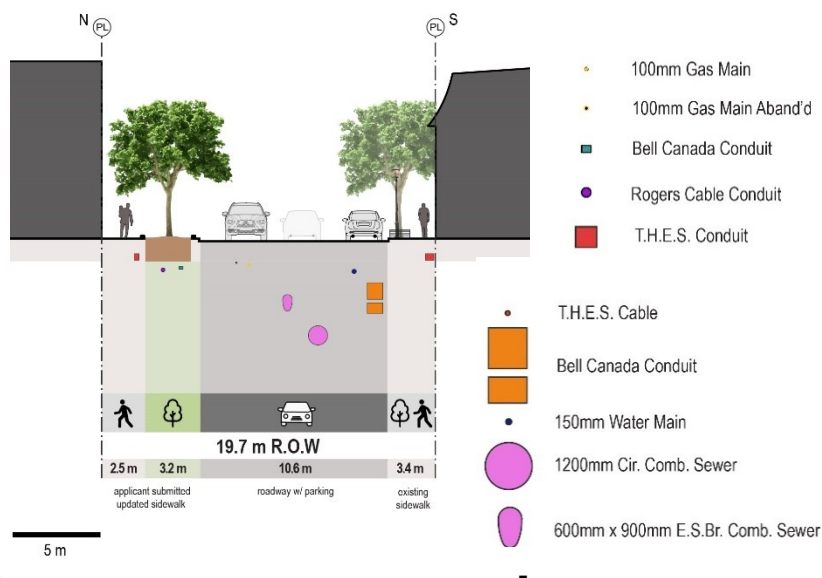 N PL PL S
19.7 m R.O.W
2.5 m 3.2 m 10.6 m 3.4 m
applicant submitted
updated sidewalk
roadway w/ parking
existing
sidewalk
5 m
100mm Gas Main
100mm Gas Main Aband'd
Bell Canada Conduit
Rogers Cable Conduit
T.H.E.S. Conduit
T.H.E.S. Cable
Bell Canada Conduit
150mm Water Main
1200mm Cir. Comb. Sewer
600mm x 900mm E.S.Br. Comb. Sewer